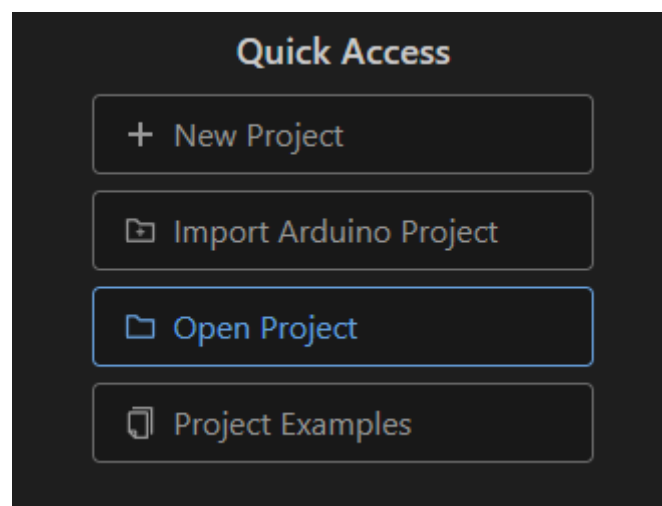 Quick Access
New Project
Import Arduino Project
Open Project
Project Examples